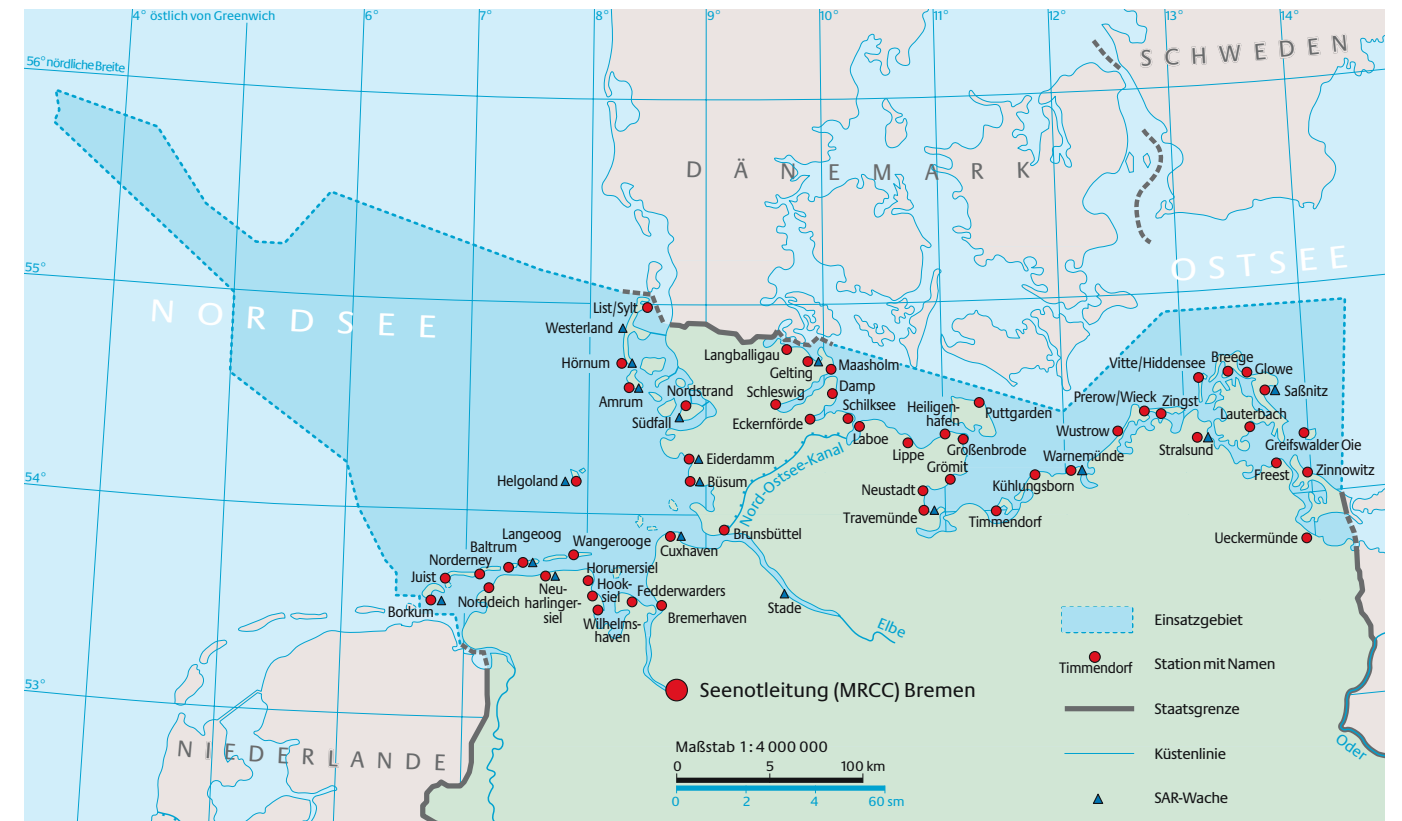 4° östlich von Greenwich
6°
7°
8°
9°
10°
11°
12°
13°
14°
56° nördliche Breite
SCHWEDEN
DÄNEMARK
55°
OSTSEE
NORDSEE
List/Sylt
Westerland
Langballigau
Hörnum
Gelting
Maasholm
Vitte/Hiddensee
Breege
Glowe
Amrum
Nordstrand
Schleswig
Damp
Saßnitz
Südfall
Eckernförde
Schilksee
Heiligen-
hafen
Puttgarden
Prerow/Wieck
Zingst
Lauterbach
Laboe
Lippe
Großenbrode
Wustrow
Stralsund
Greifswalder Oie
Eiderdamm
Grömit
Warnemünde
Freest
Zinnowitz
54°
Helgoland
Büsum
Nord-Ostsee-Kanal
Neustadt
Kühlungsborn
Travemünde
Timmendorf
Brunsbüttel
Ueckermünde
Langeoog
Wangerooge
Cuxhaven
Baltrum
Norderney
Juist
Horumersiel
Borkum
Norddeich
Neu-
harlinger-
siel
Hook-
siel
Fedderwarders
Wilhelms-
haven
Bremerhaven
Stade
Elbe
53°
Einsatzgebiet
Timmendorf
Station mit Namen
Seenotleitung (MRCC) Bremen
Staatsgrenze
NIEDERLANDE
Maßstab 1:4 000 000
0 5 100 km
0 2 4 60 sm
Küstenlinie
Oder
SAR-Wache